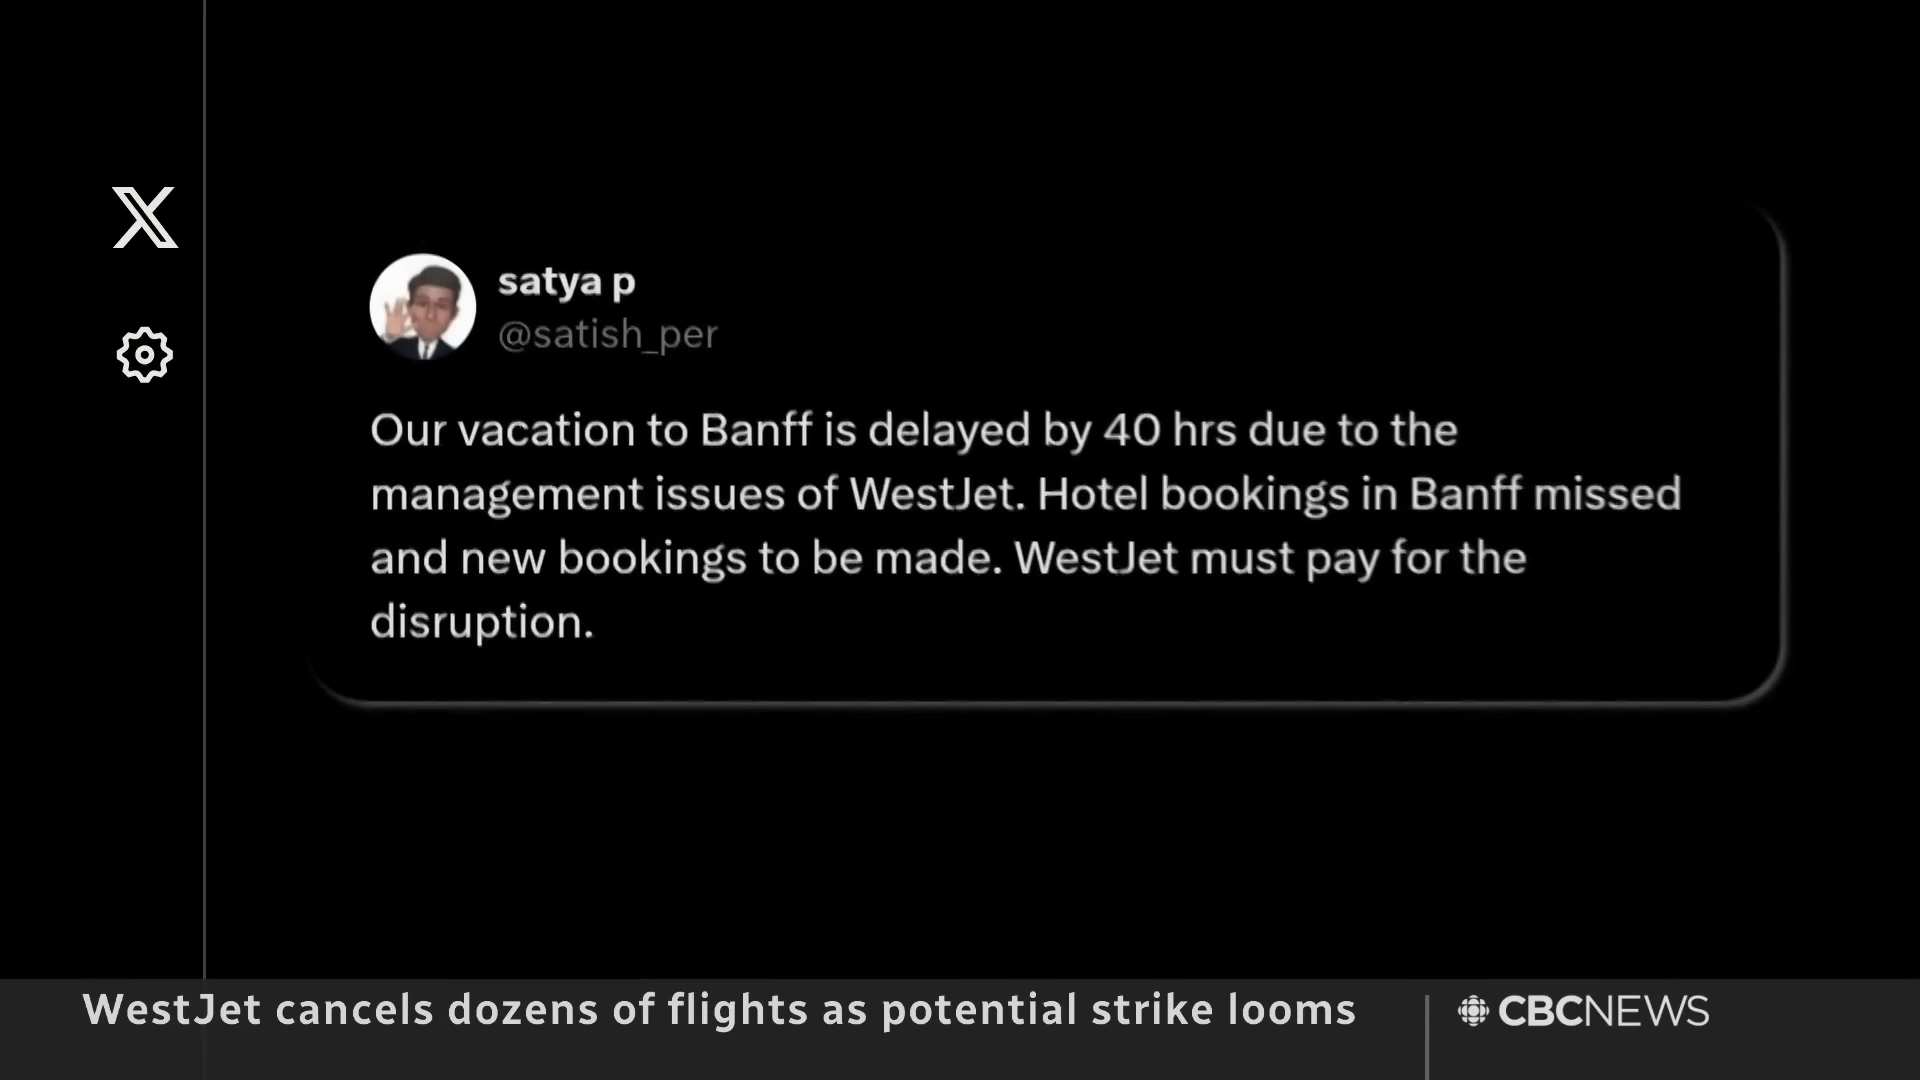 satya p
@satish_per
Our vacation to Banff is delayed by 40 hrs due to the
management issues of WestJet. Hotel bookings in Banff missed
and new bookings to be made. WestJet must pay for the
disruption.
WestJet cancels dozens of flights as potential strike looms
CBCNEWS